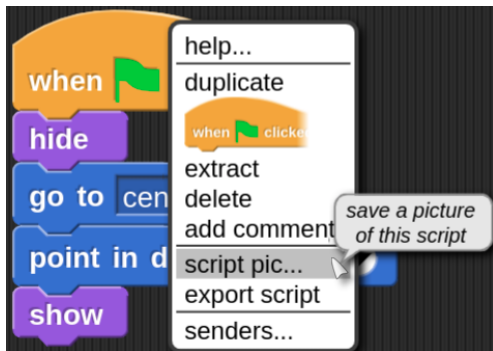 help...
when
duplicate
when clicke
hide
extract
go to cen
delete
add comment
save a picture
of this script
point in d
script pic...
export script
show
senders...